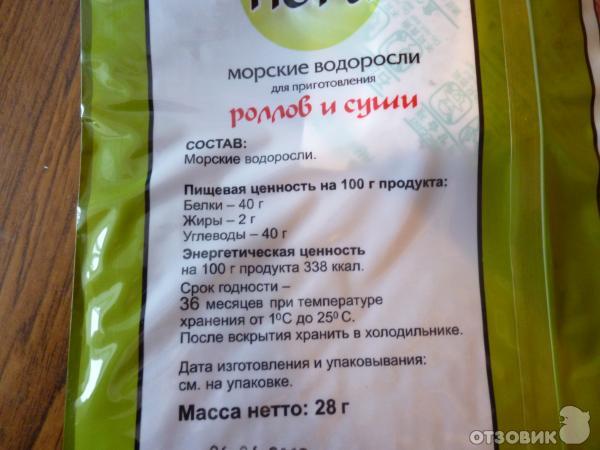 морские водоросли
для приготовления
роллов и суши
СОСТАВ:
Морские водоросли.
Пищевая ценность на 100 г продукта:
Белки – 40 г
Жиры – 2 г
Углеводы – 40 г
Энергетическая ценность
на 100 г продукта 338 ккал.
Срок годности –
36 месяцев при температуре
хранения от 1⁰С до 25⁰ С.
После вскрытия хранить в холодильнике.
Дата изготовления и упаковывания:
см. на упаковке.
Масса нетто: 28 г
ОТЗОВИК